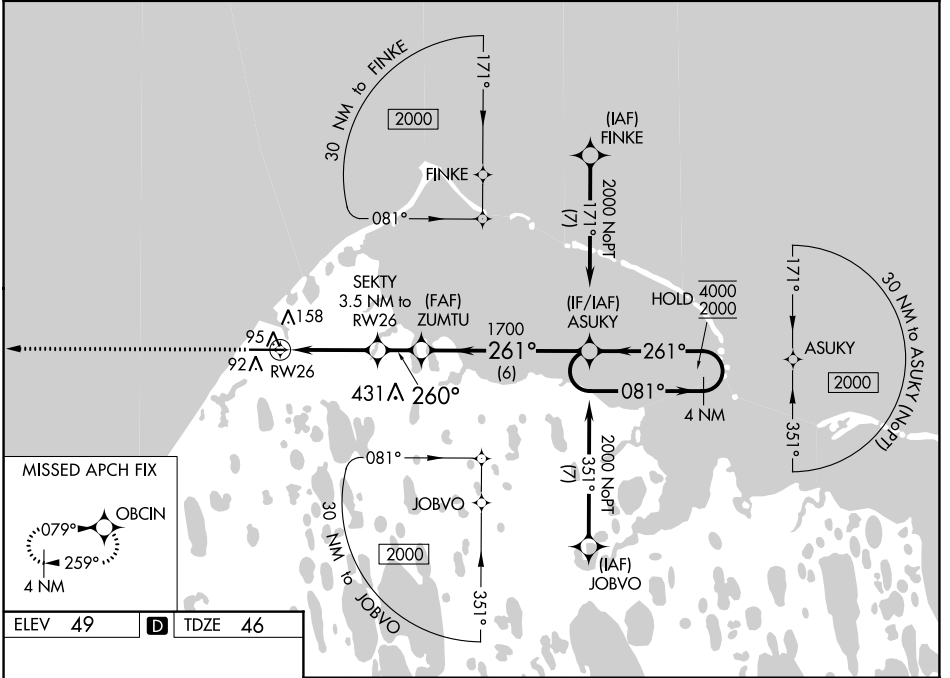 30 NM to FINKE
171°
2000
FINKE
081°
(IAF)
FINKE
2000 NoPT
171°
(7)
SEKTY
3.5 NM to
RW26
(FAF)
ZUMTU
1700
261°
(6)
(IF/IAF)
ASUKY
HOLD
4000
2000
261°
081°
4 NM
171°
30 NM to ASUKY (NoPT)
ASUKY
2000
351°
158
95
92
RW26
431
260°
2000 NoPT
351°
(7)
(IAF)
JOBVO
081°
JOBVO
30 NM to JOBVO
2000
351°
MISSED APCH FIX
OBCIN
079°
259°
4 NM
ELEV 49
D
TDZE 46